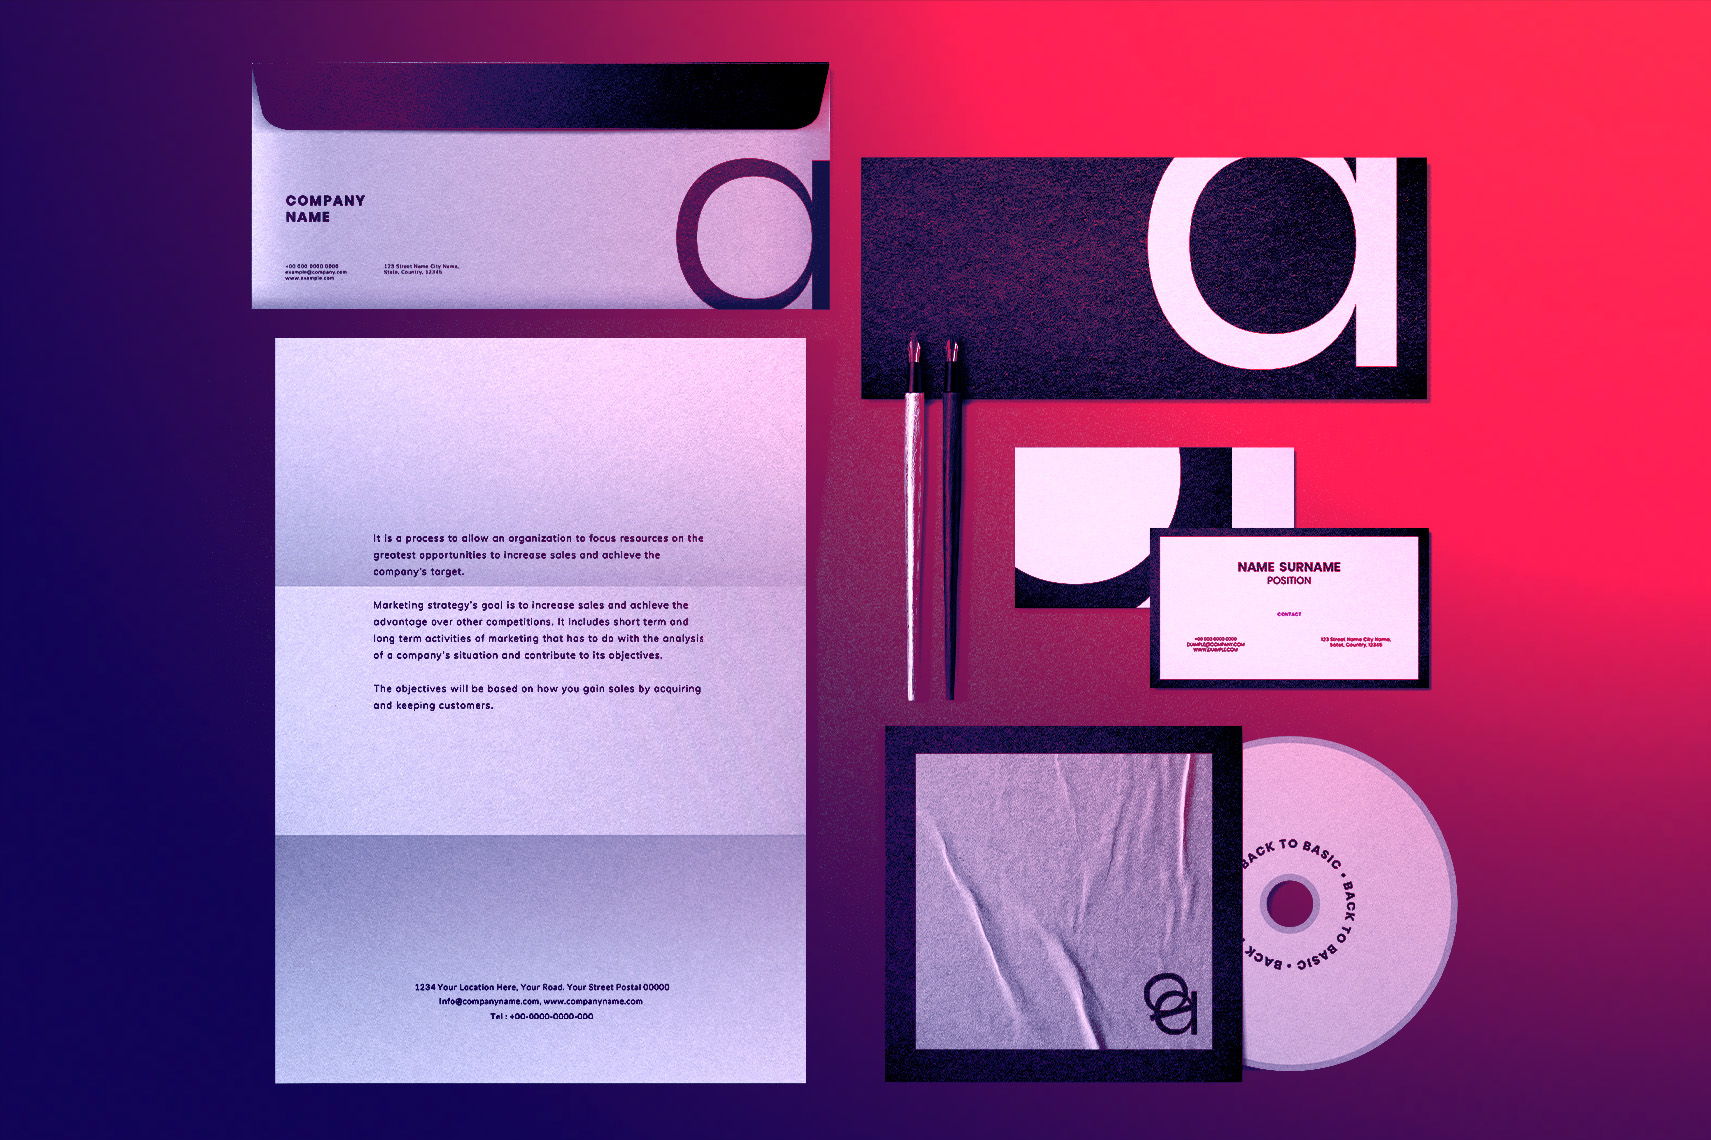 COMPANY
NAME
+00 000 0000 0000
example@company.com
www.example.com
123 Street Name City Name,
State, Country, 12345
a
a
It is a process to allow an organization to focus resources on the
greatest opportunities to increase sales and achieve the
company's target.
Marketing strategy's goal is to increase sales and achieve the
advantage over other competitions. It includes short term and
long term activities of marketing that has to do with the analysis
of a company's situation and contribute to its objectives.
The objectives will be based on how you gain sales by acquiring
and keeping customers.
1234 Your Location Here, Your Road, Your Street Postal 00000
Info@companyname.com, www.companyname.com
Tel : +00-0000-0000-000
NAME SURNAME
POSITION
CONTACT
+00 000-0000-0000
EXAMPLE@COMPANY.COM
WWW.EXAMPLE.COM
123 Street Name City Name,
Satet, Country, 12345
BACK TO BASIC • BACK TO BASIC • BACK
ea